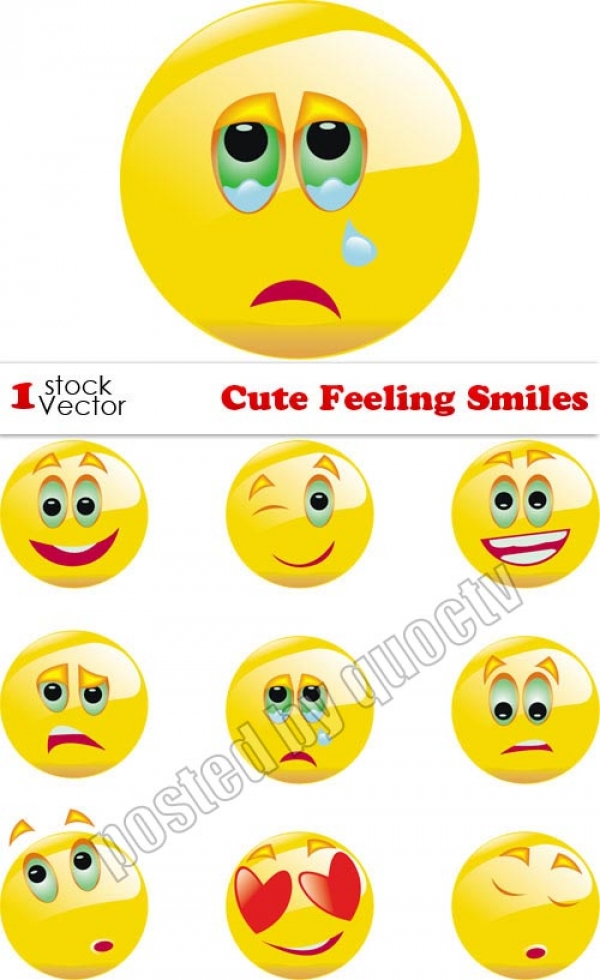 1 stock
Vector
Cute Feeling Smiles
posted by quoctv